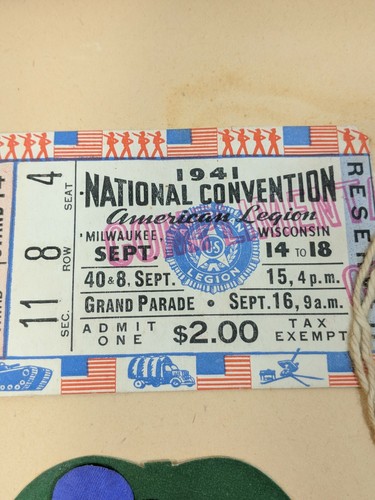 1941
NATIONAL CONVENTION
American Legion
MILWAUKEE, WISCONSIN
SEPT. 14 TO 18
40 & 8. SEPT. 15, 4 p.m.
GRAND PARADE • SEPT. 16, 9 a.m.
ADMIT ONE $2.00 TAX EXEMPT
US
LEGION
SEC. ROW SEAT
11 8 4
RESER